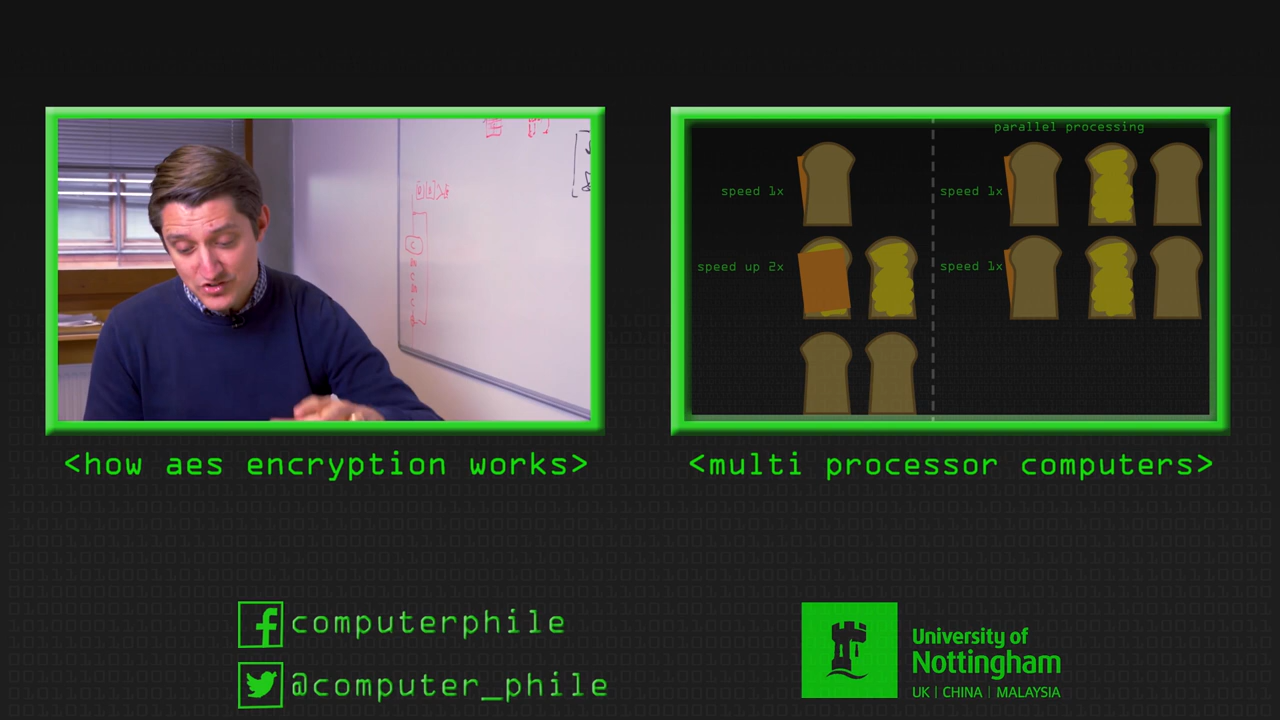 parallel processing
speed 1x
speed 1x
speed up 2x
speed 1x
<how aes encryption works>
<multi processor computers>
computerphile
@computer_phile
University of
Nottingham
UK | CHINA | MALAYSIA